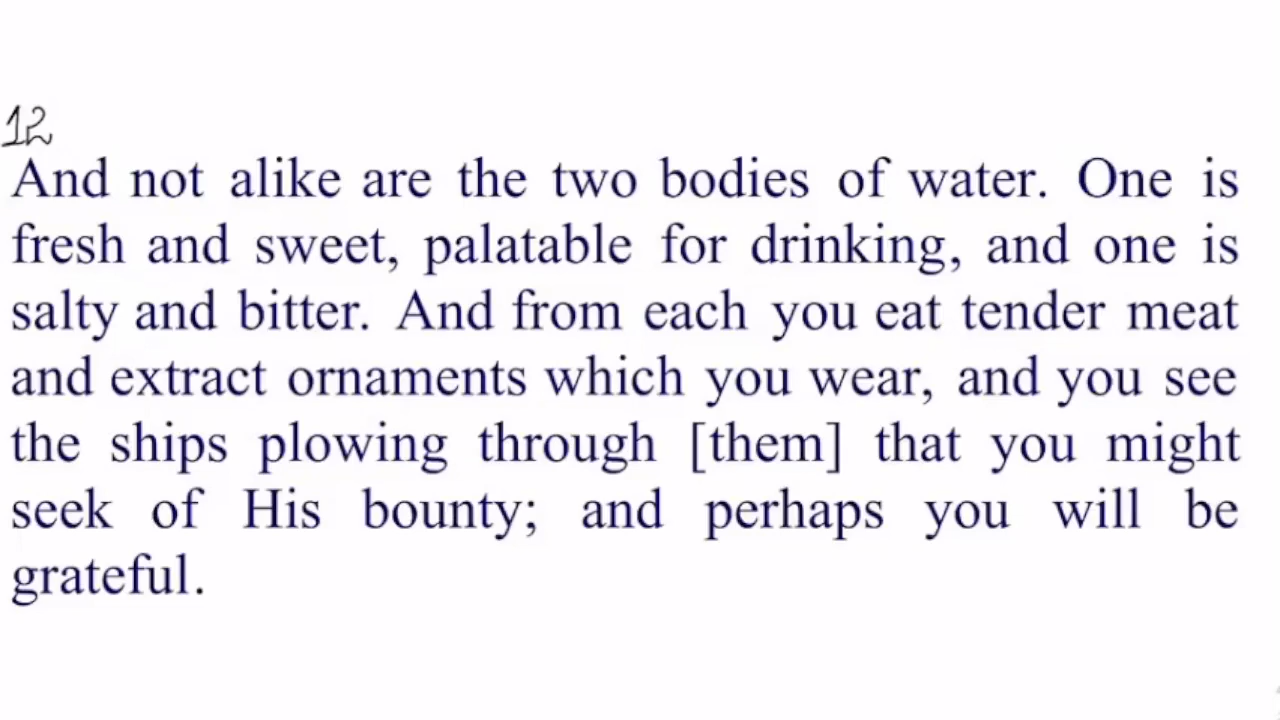 12
And not alike are the two bodies of water. One is
fresh and sweet, palatable for drinking, and one is
salty and bitter. And from each you eat tender meat
and extract ornaments which you wear, and you see
the ships plowing through [them] that you might
seek of His bounty; and perhaps you will be
grateful.